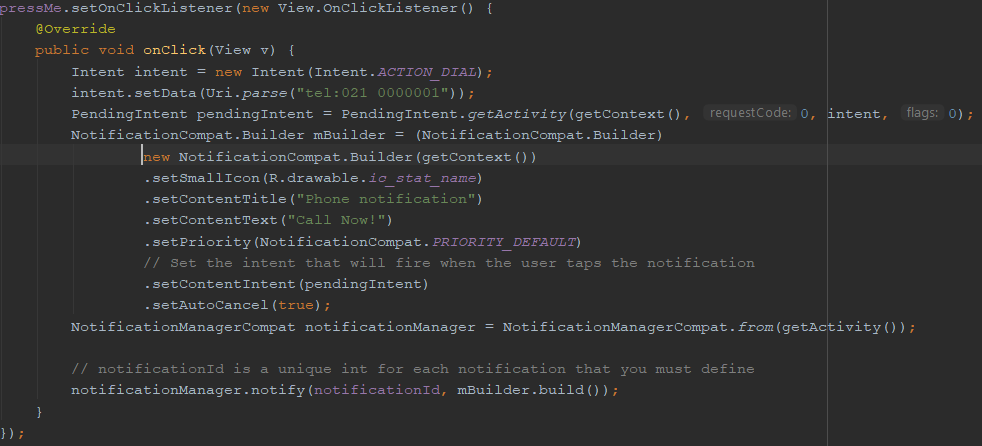 pressMe.setOnClickListener(new View.OnClickListener() {
    @Override
    public void onClick(View v) {
        Intent intent = new Intent(Intent.ACTION_DIAL);
        intent.setData(Uri.parse("tel:021 0000001"));
        PendingIntent pendingIntent = PendingIntent.getActivity(getContext(), requestCode: 0, intent, flags: 0);
        NotificationCompat.Builder mBuilder = (NotificationCompat.Builder)
                new NotificationCompat.Builder(getContext())
                .setSmallIcon(R.drawable.ic_stat_name)
                .setContentTitle("Phone notification")
                .setContentText("Call Now!")
                .setPriority(NotificationCompat.PRIORITY_DEFAULT)
                // Set the intent that will fire when the user taps the notification
                .setContentIntent(pendingIntent)
                .setAutoCancel(true);
        NotificationManagerCompat notificationManager = NotificationManagerCompat.from(getActivity());

        // notificationId is a unique int for each notification that you must define
        notificationManager.notify(notificationId, mBuilder.build());
    }
});